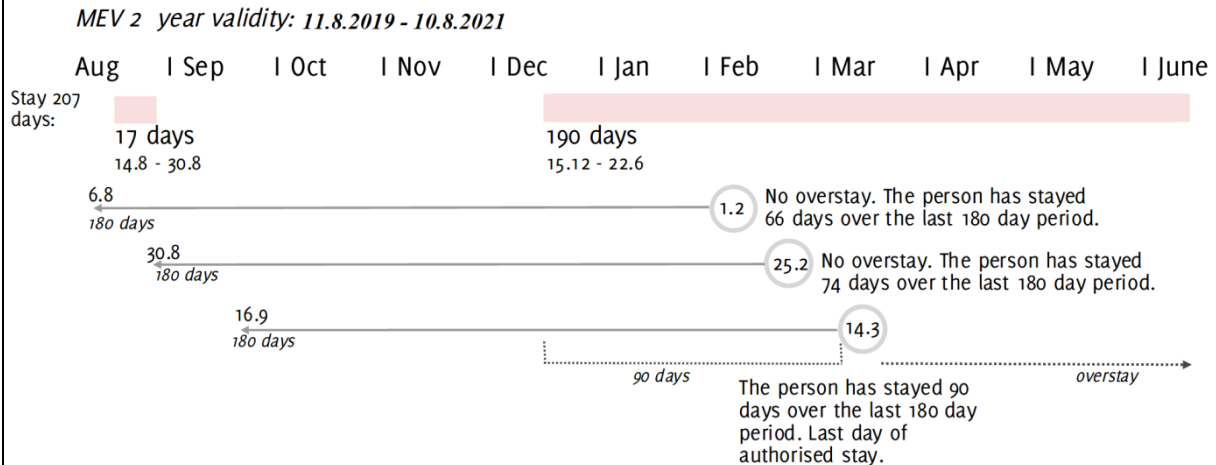 MEV 2 year validity: 11.8.2019 - 10.8.2021
Aug I Sep I Oct I Nov I Dec I Jan I Feb I Mar I Apr I May I June
Stay 207
days:
17 days
14.8 - 30.8
190 days
15.12 - 22.6
6.8
180 days
1.2
No overstay. The person has stayed
66 days over the last 180 day period.
30.8
180 days
25.2
No overstay. The person has stayed
74 days over the last 180 day period.
16.9
180 days
14.3
90 days
overstay
The person has stayed 90
days over the last 180 day
period. Last day of
authorised stay.